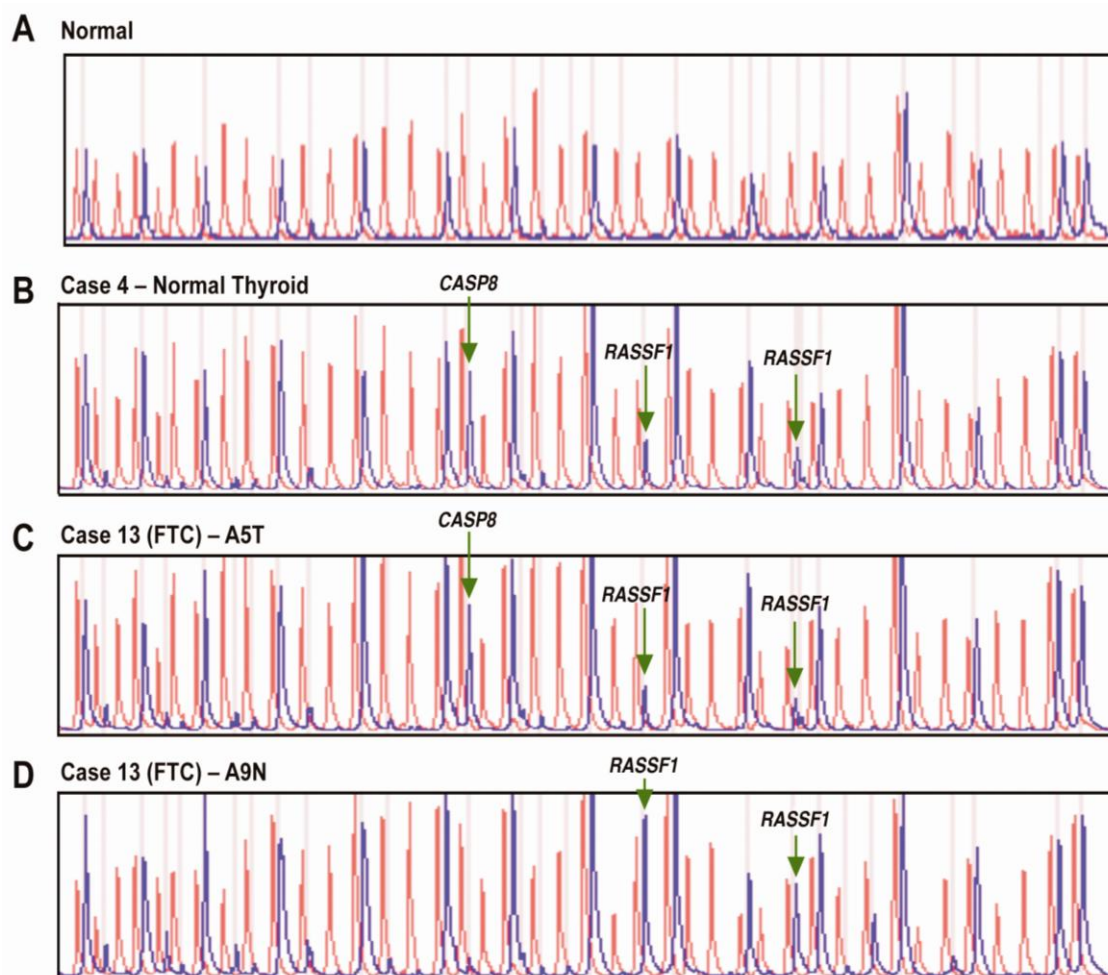 A Normal
B Case 4 – Normal Thyroid
CASP8
RASSF1
RASSF1
C Case 13 (FTC) – A5T
CASP8
RASSF1
RASSF1
D Case 13 (FTC) – A9N
RASSF1
RASSF1